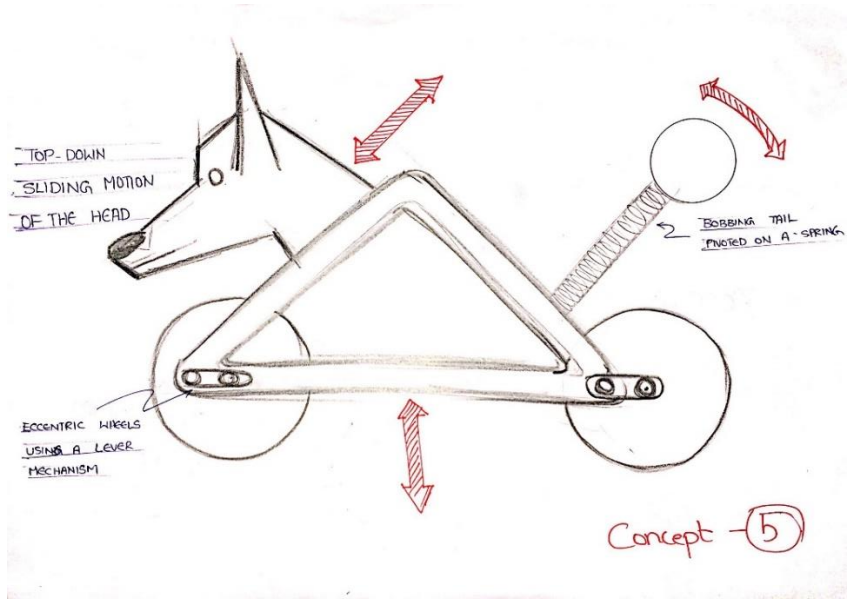 TOP-DOWN
SLIDING MOTION
OF THE HEAD
BOBBING TAIL
PIVOTED ON A-SPRING
ECCENTRIC WHEELS
USING A LEVER
MECHANISM
Concept - 5